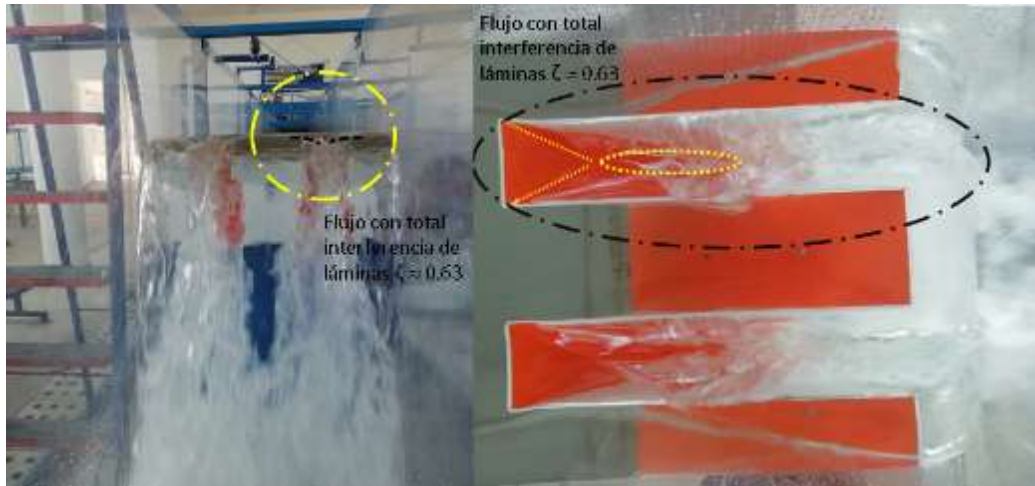 Flujo con total
interferencia de
láminas ζ ≈ 0.63
Flujo con total
interferencia de
láminas ζ = 0.63